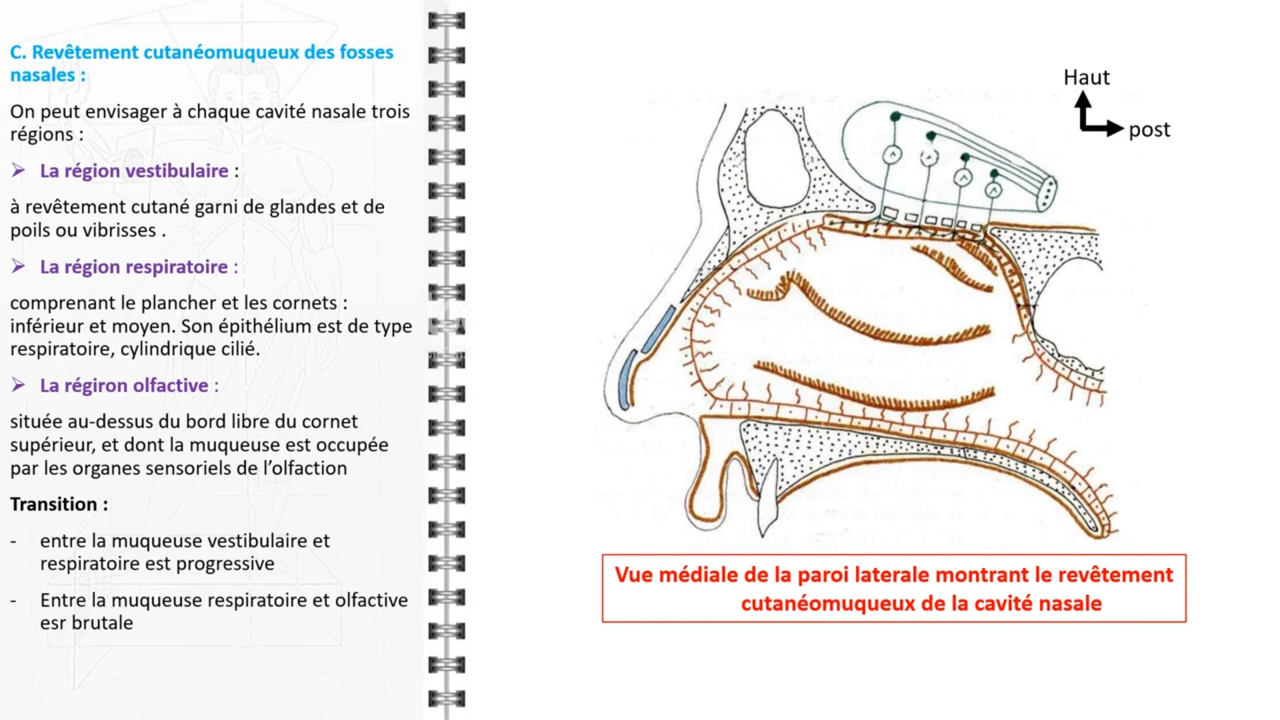 C. Revêtement cutanéomuqueux des fosses
nasales :
On peut envisager à chaque cavité nasale trois
régions :
➢ La région vestibulaire :
à revêtement cutané garni de glandes et de
poils ou vibrisses .
➢ La région respiratoire :
comprenant le plancher et les cornets :
inférieur et moyen. Son épithélium est de type
respiratoire, cylindrique cilié.
➢ La régiron olfactive :
située au-dessus du bord libre du cornet
supérieur, et dont la muqueuse est occupée
par les organes sensoriels de l'olfaction
Transition :
- entre la muqueuse vestibulaire et
respiratoire est progressive
- Entre la muqueuse respiratoire et olfactive
esr brutale
Haut
post
Vue médiale de la paroi laterale montrant le revêtement
cutanéomuqueux de la cavité nasale